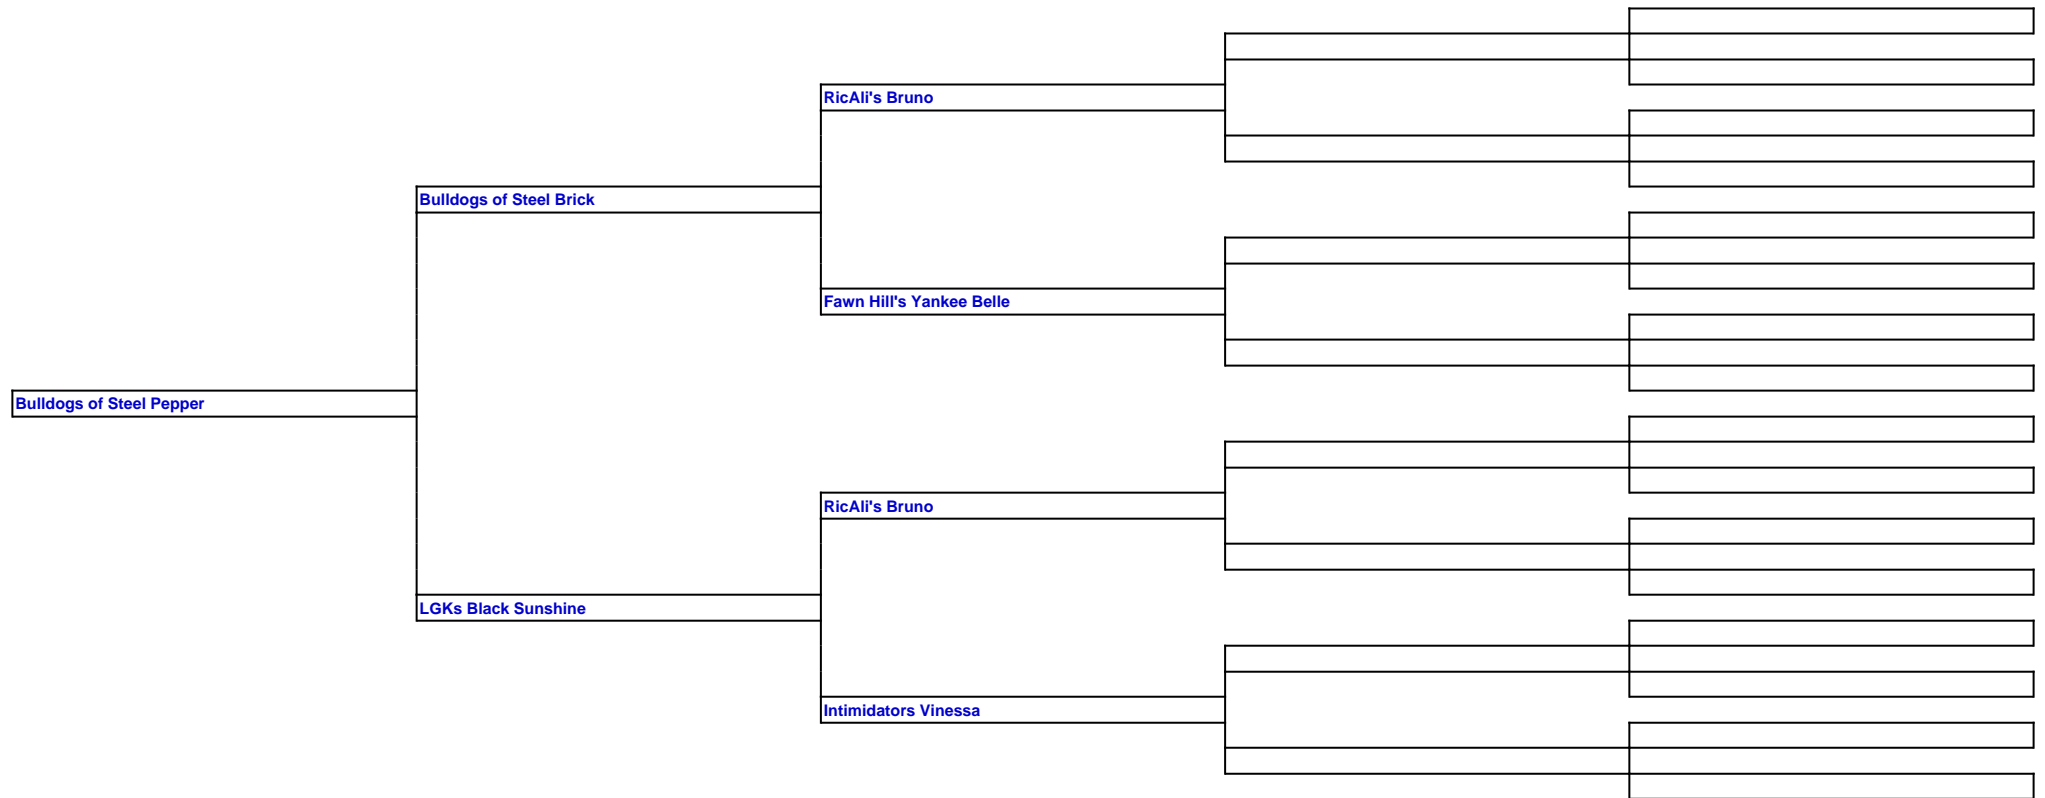 RicAli's Bruno
Bulldogs of Steel Brick
Fawn Hill's Yankee Belle
Bulldogs of Steel Pepper
RicAli's Bruno
LGKs Black Sunshine
Intimidators Vinessa